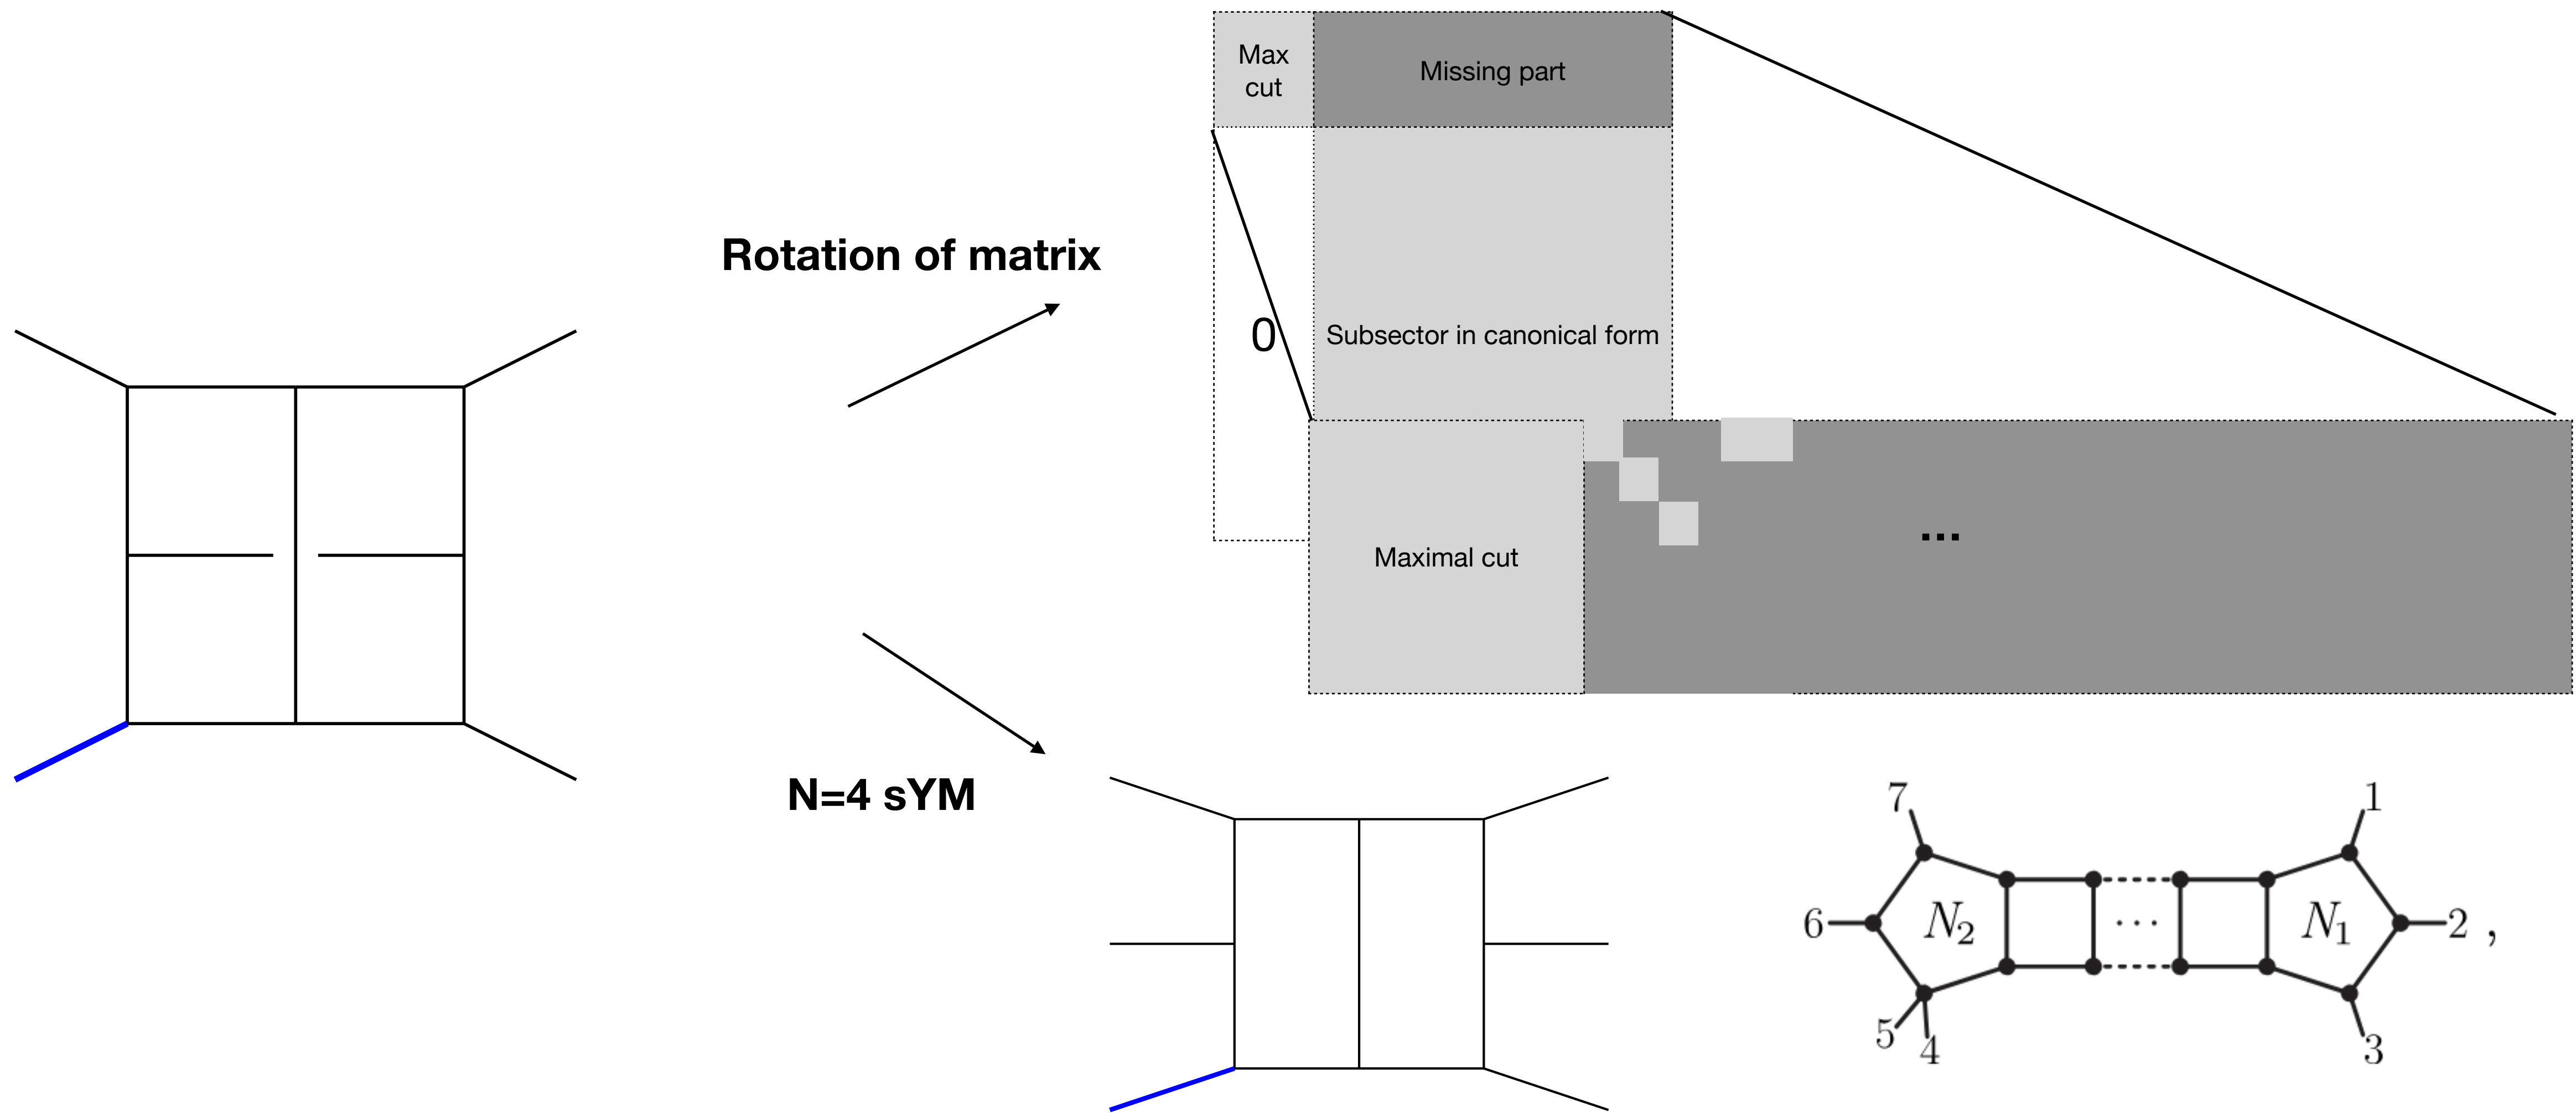 Max
cut
Missing part
Rotation of matrix
0
Subsector in canonical form
Maximal cut
...
N=4 sYM
7
1
6
N₂
...
N₁
2 ,
5
4
3